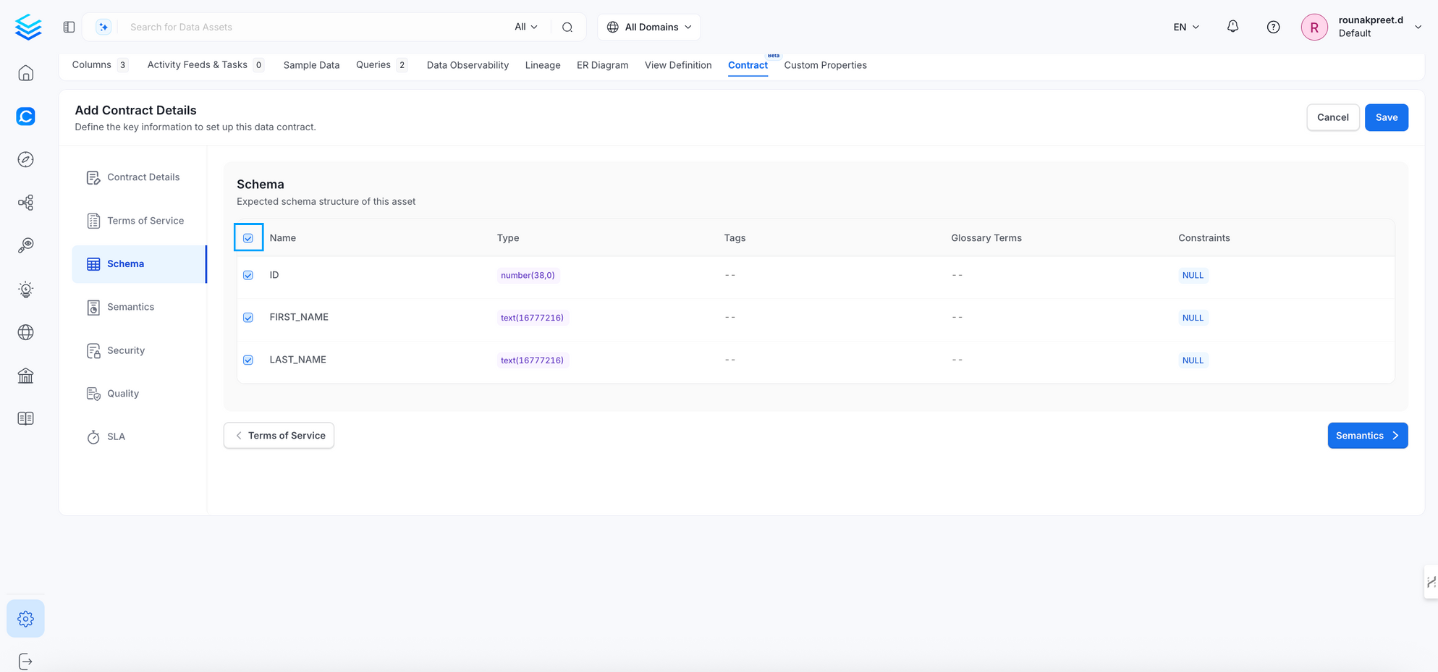 Search for Data Assets
All
All Domains
EN
R
rounakpreet.d
Default
Columns 3
Activity Feeds & Tasks 0
Sample Data
Queries 2
Data Observability
Lineage
ER Diagram
View Definition
Contract
Beta
Custom Properties
Add Contract Details
Define the key information to set up this data contract.
Cancel
Save
Contract Details
Terms of Service
Schema
Semantics
Security
Quality
SLA
Schema
Expected schema structure of this asset
Name Type Tags Glossary Terms Constraints
ID number(38,0) -- -- NULL
FIRST_NAME text(16777216) -- -- NULL
LAST_NAME text(16777216) -- -- NULL
Terms of Service
Semantics